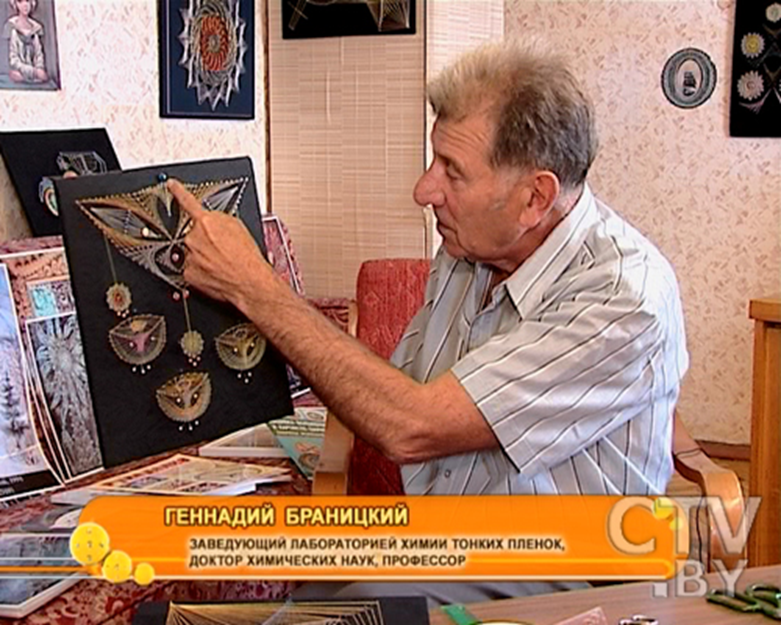 ГЕННАДИЙ БРАНИЦКИЙ
ЗАВЕДУЮЩИЙ ЛАБОРАТОРИЕЙ ХИМИИ ТОНКИХ ПЛЕНОК,
ДОКТОР ХИМИЧЕСКИХ НАУК, ПРОФЕССОР
CTV
.BY